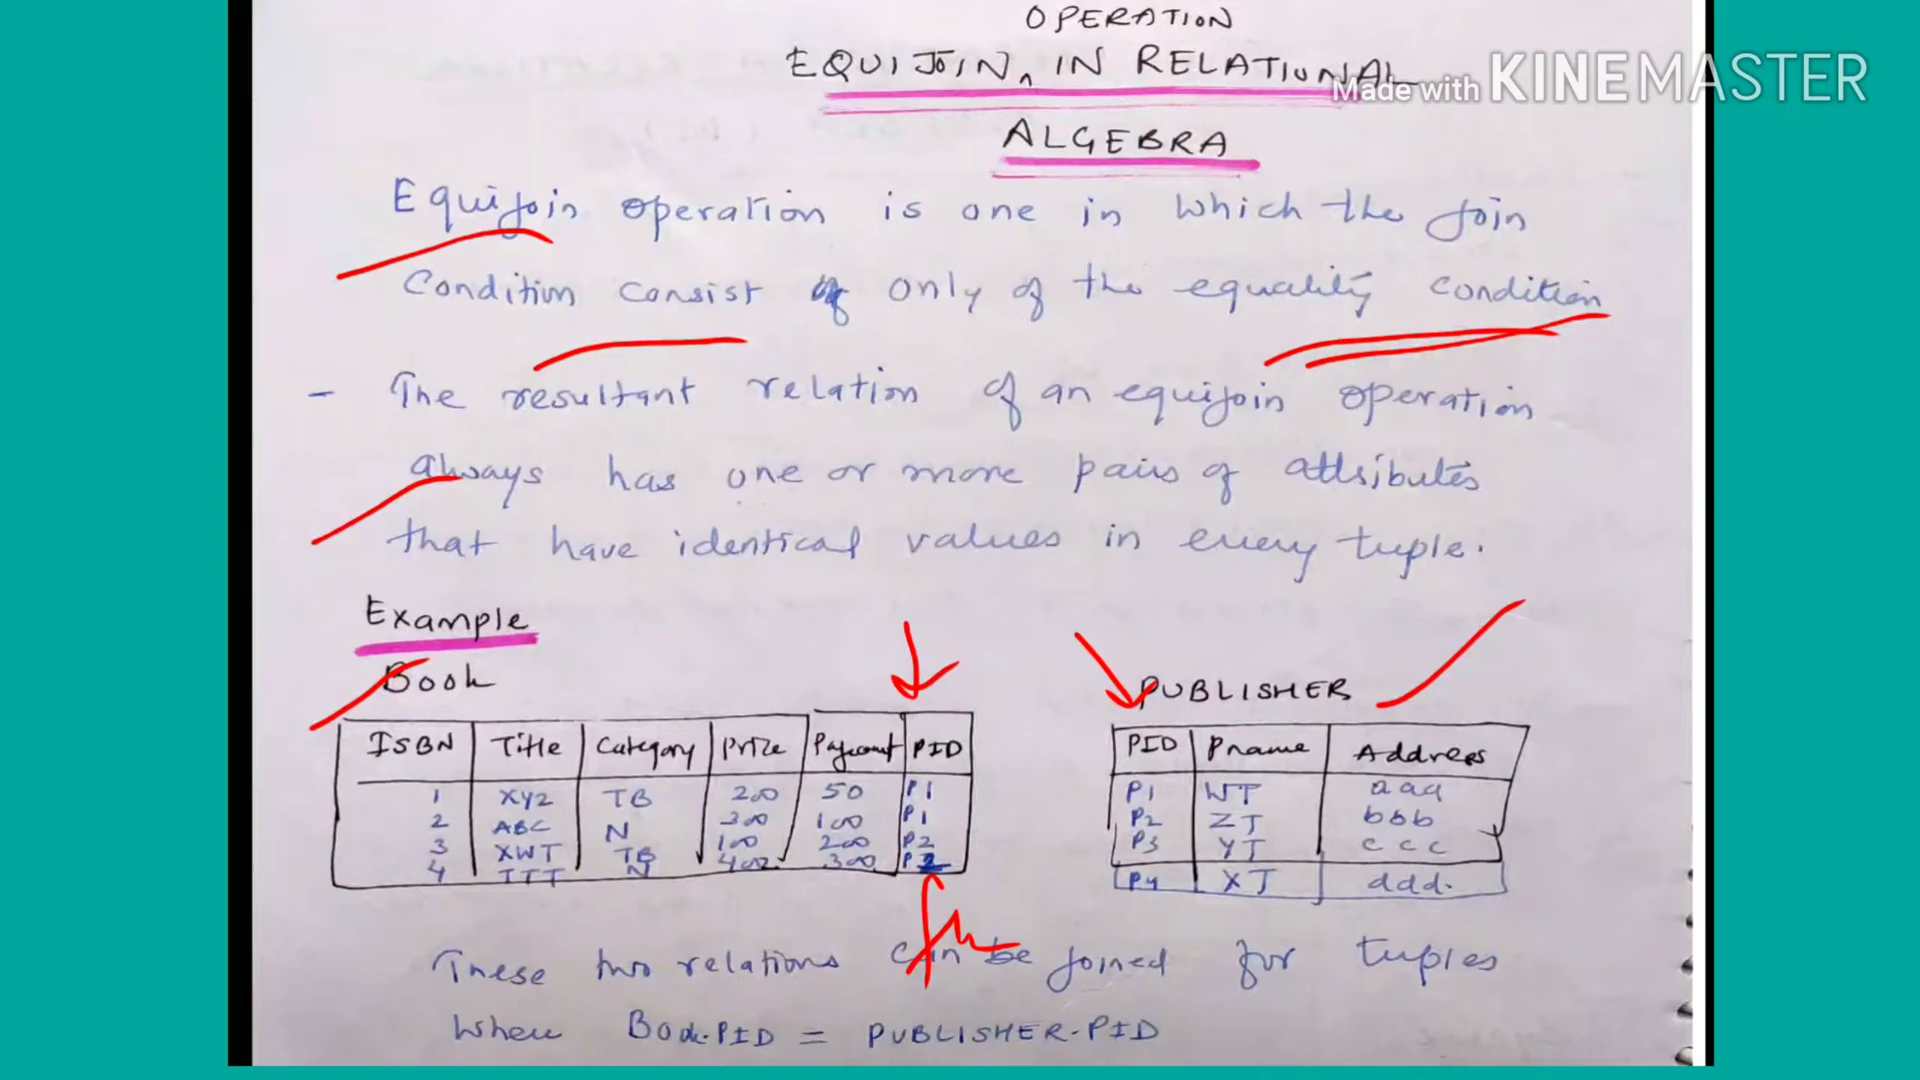 OPERATION
EQUIJOIN, IN RELATIONAL
Made with KINEMASTER
ALGEBRA
Equijoin operation is one in which the join
Condition consist of only of the equality condition
- The resultant relation of an equijoin operation
always has one or more pairs of attributes
that have identical values in every tuple.
Example
Book
PUBLISHER
ISBN Title Category Price Pagecount PID
1 XYZ TB 200 50 P1
2 ABC N 300 100 P1
3 XWT TB 100 200 P2
4 TTT N 400 300 P2
PID Pname Address
P1 WT aaa
P2 ZT bbb
P3 YT ccc
P4 XT ddd.
These two relations can be joined for tuples
When Book.PID = PUBLISHER.PID